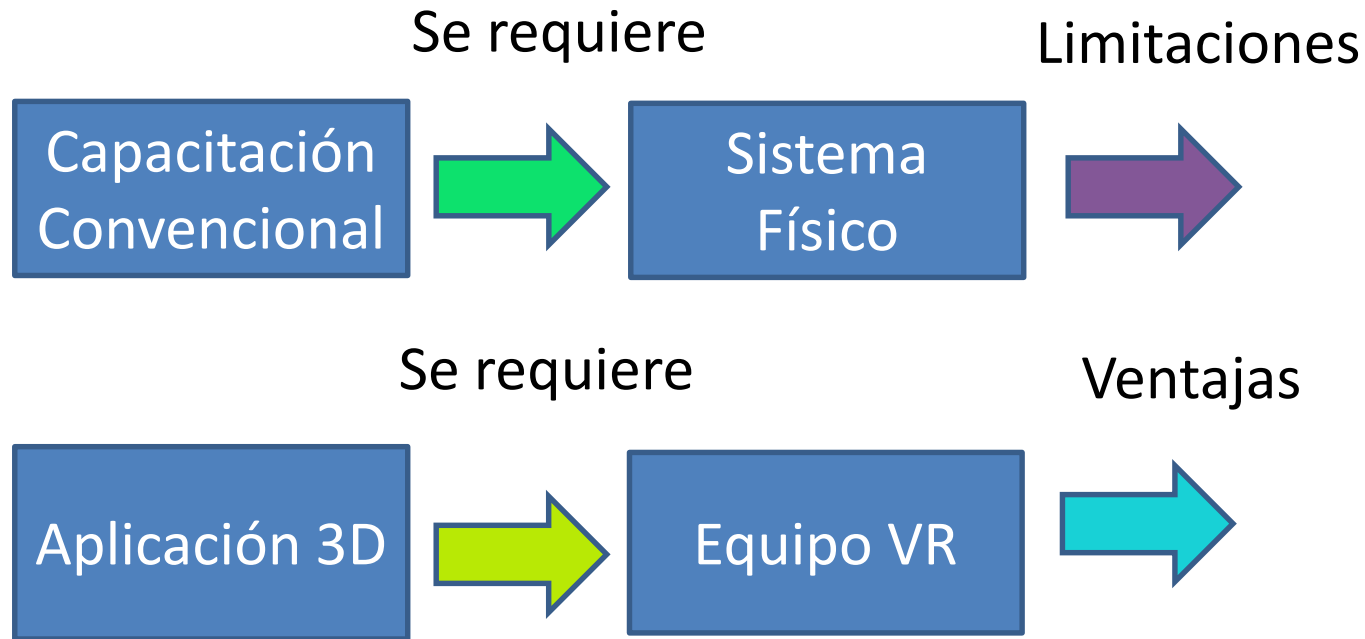 Se requiere
Limitaciones
Capacitación
Convencional
Sistema
Físico
Se requiere
Ventajas
Aplicación 3D
Equipo VR